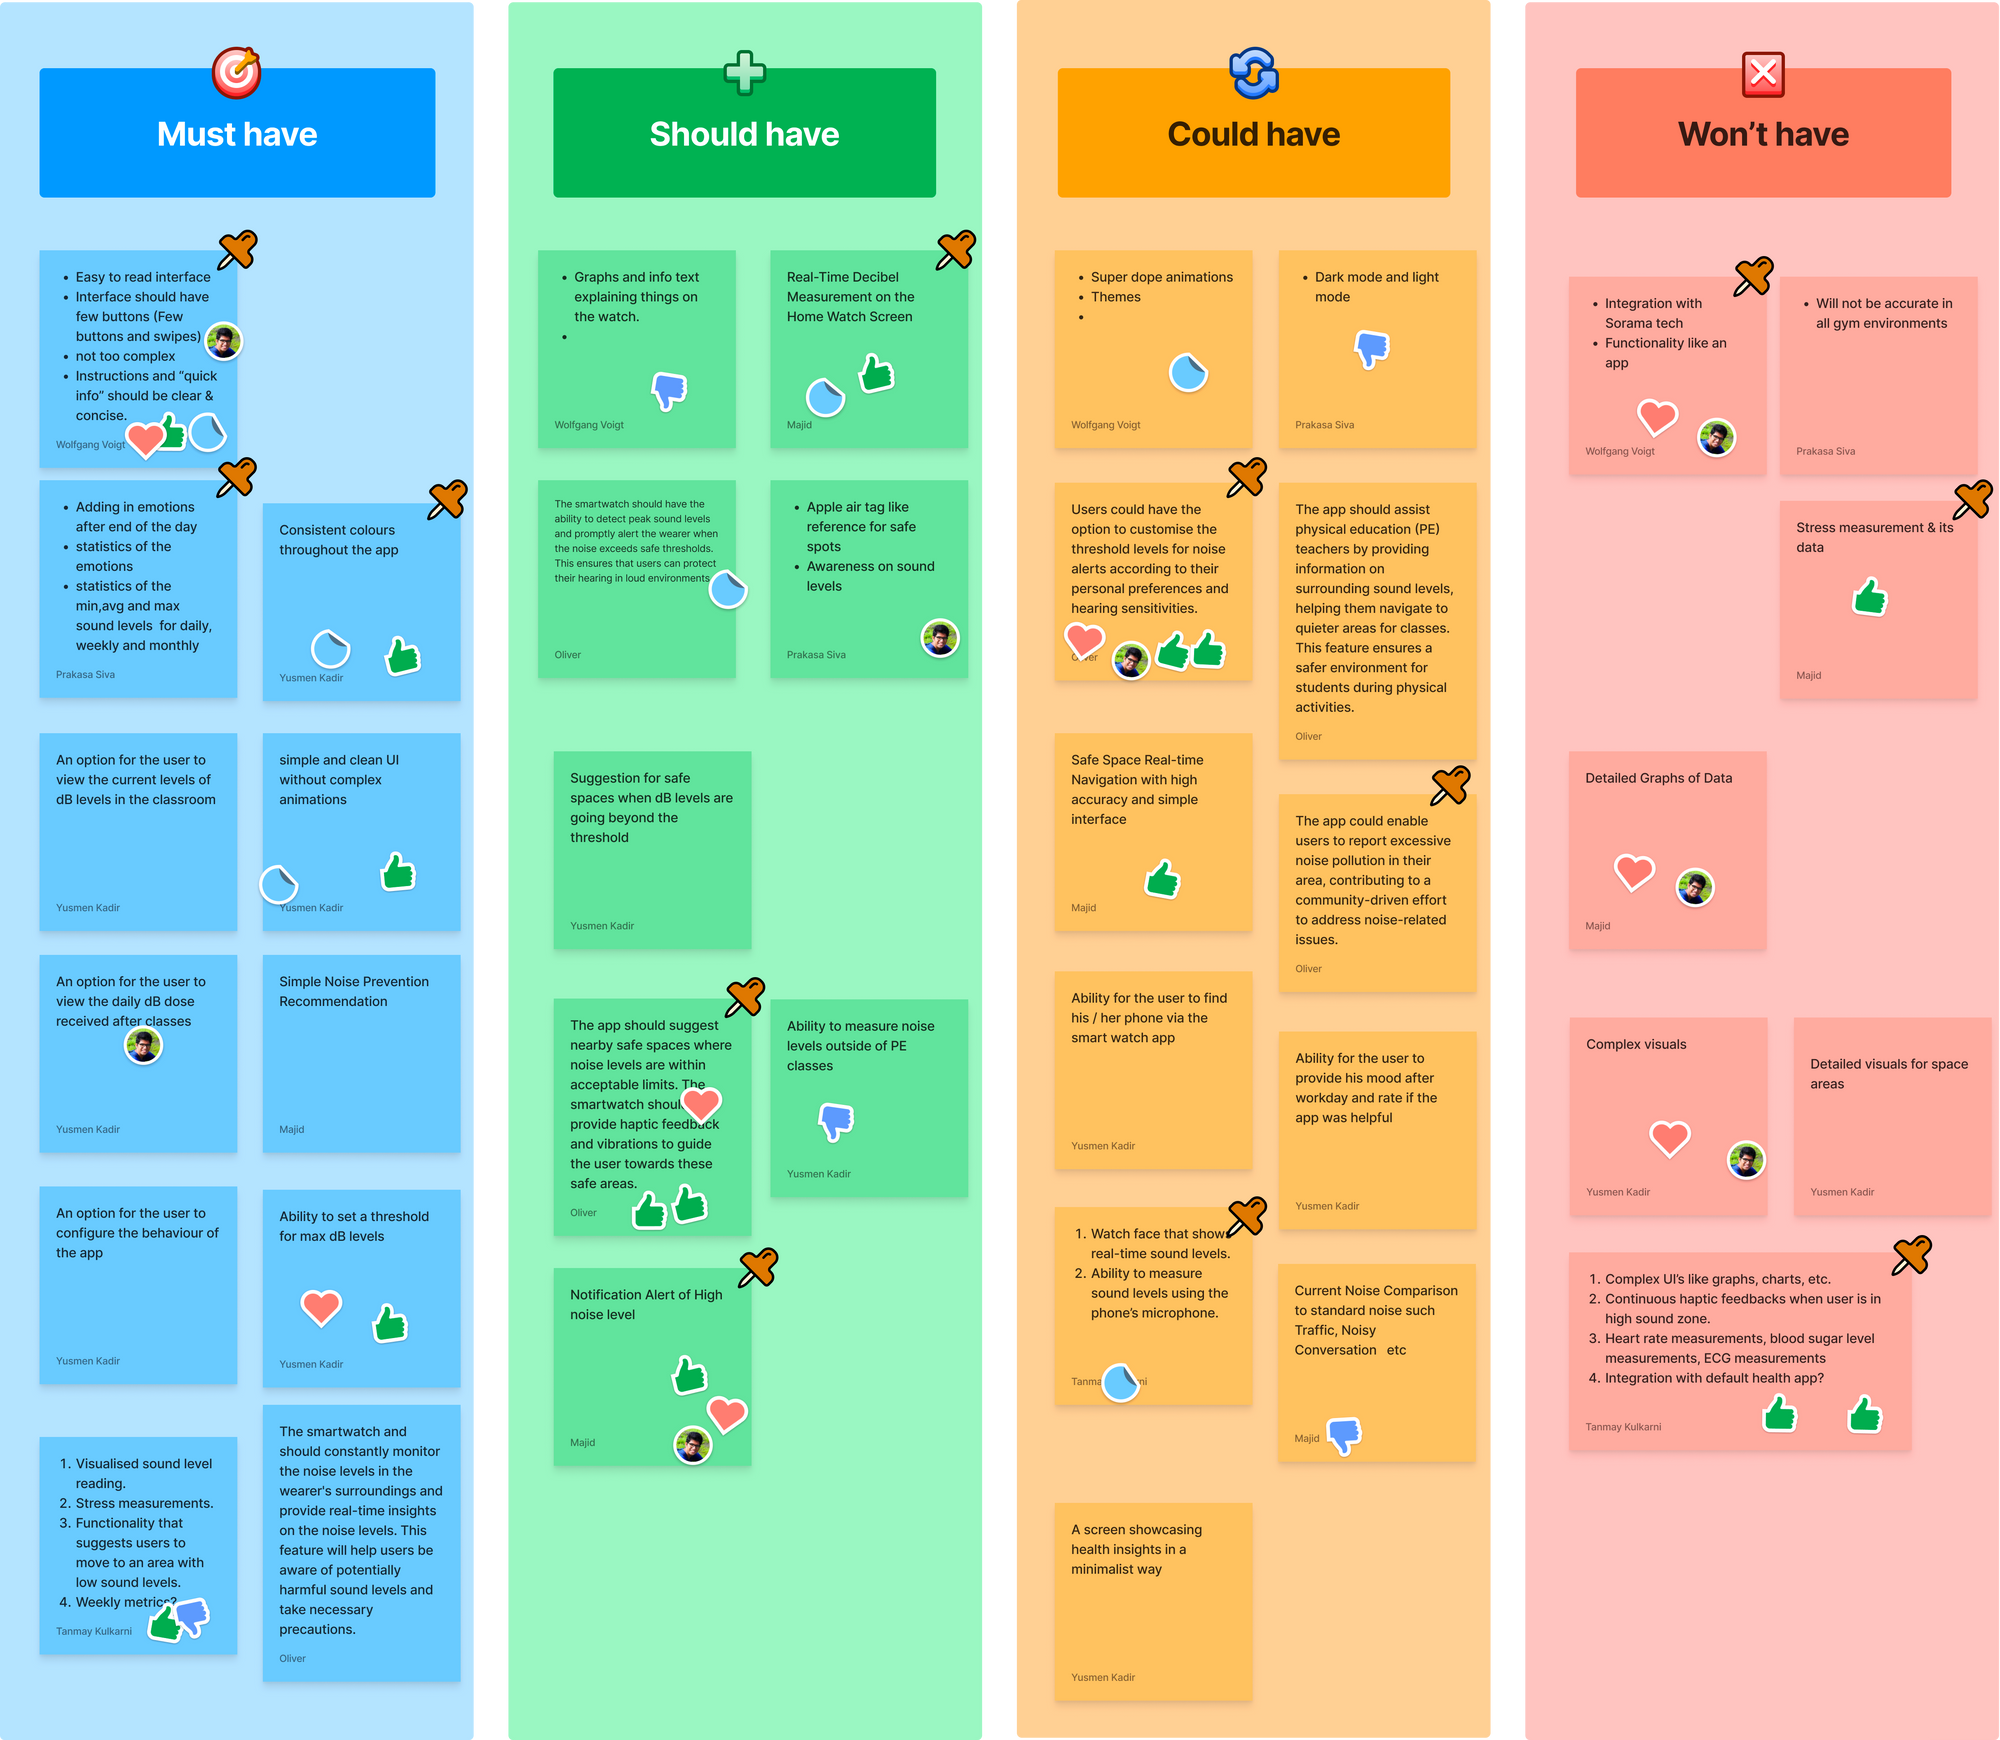 Must have
• Easy to read interface
• Interface should have
few buttons (Few
buttons and swipes)
• not too complex
• Instructions and “quick
info” should be clear &
concise.
Wolfgang Voigt
• Adding in emotions
after end of the day
• statistics of the
emotions
• statistics of the
min,avg and max
sound levels for daily,
weekly and monthly
Prakasa Siva
Consistent colours
throughout the app
Yusmen Kadir
An option for the user to
view the current levels of
dB levels in the classroom
Yusmen Kadir
simple and clean UI
without complex
animations
Yusmen Kadir
An option for the user to
view the daily dB dose
received after classes
Yusmen Kadir
Simple Noise Prevention
Recommendation
Majid
An option for the user to
configure the behaviour of
the app
Yusmen Kadir
Ability to set a threshold
for max dB levels
Yusmen Kadir
1. Visualised sound level
reading.
2. Stress measurements.
3. Functionality that
suggests users to
move to an area with
low sound levels.
4. Weekly metrics?
Tanmay Kulkarni
The smartwatch and
should constantly monitor
the noise levels in the
wearer's surroundings and
provide real-time insights
on the noise levels. This
feature will help users be
aware of potentially
harmful sound levels and
take necessary
precautions.
Oliver
Should have
• Graphs and info text
explaining things on
the watch.
•
Wolfgang Voigt
Real-Time Decibel
Measurement on the
Home Watch Screen
Majid
The smartwatch should have the
ability to detect peak sound levels
and promptly alert the wearer when
the noise exceeds safe thresholds.
This ensures that users can protect
their hearing in loud environments
Oliver
• Apple air tag like
reference for safe
spots
• Awareness on sound
levels
Prakasa Siva
Suggestion for safe
spaces when dB levels are
going beyond the
threshold
Yusmen Kadir
The app should suggest
nearby safe spaces where
noise levels are within
acceptable limits. The
smartwatch should
provide haptic feedback
and vibrations to guide
the user towards these
safe areas.
Oliver
Ability to measure noise
levels outside of PE
classes
Yusmen Kadir
Notification Alert of High
noise level
Majid
Could have
• Super dope animations
• Themes
•
Wolfgang Voigt
• Dark mode and light
mode
Prakasa Siva
Users could have the
option to customise the
threshold levels for noise
alerts according to their
personal preferences and
hearing sensitivities.
Oliver
The app should assist
physical education (PE)
teachers by providing
information on
surrounding sound levels,
helping them navigate to
quieter areas for classes.
This feature ensures a
safer environment for
students during physical
activities.
Oliver
Safe Space Real-time
Navigation with high
accuracy and simple
interface
Majid
The app could enable
users to report excessive
noise pollution in their
area, contributing to a
community-driven effort
to address noise-related
issues.
Oliver
Ability for the user to find
his / her phone via the
smart watch app
Yusmen Kadir
Ability for the user to
provide his mood after
workday and rate if the
app was helpful
Yusmen Kadir
1. Watch face that shows
real-time sound levels.
2. Ability to measure
sound levels using the
phone’s microphone.
Tanmay Kulkarni
Current Noise Comparison
to standard noise such
Traffic, Noisy
Conversation etc
Majid
A screen showcasing
health insights in a
minimalist way
Yusmen Kadir
Won’t have
• Integration with
Sorama tech
• Functionality like an
app
Wolfgang Voigt
• Will not be accurate in
all gym environments
Prakasa Siva
Stress measurement & its
data
Majid
Detailed Graphs of Data
Majid
Complex visuals
Yusmen Kadir
Detailed visuals for space
areas
Yusmen Kadir
1. Complex UI’s like graphs, charts, etc.
2. Continuous haptic feedbacks when user is in
high sound zone.
3. Heart rate measurements, blood sugar level
measurements, ECG measurements
4. Integration with default health app?
Tanmay Kulkarni